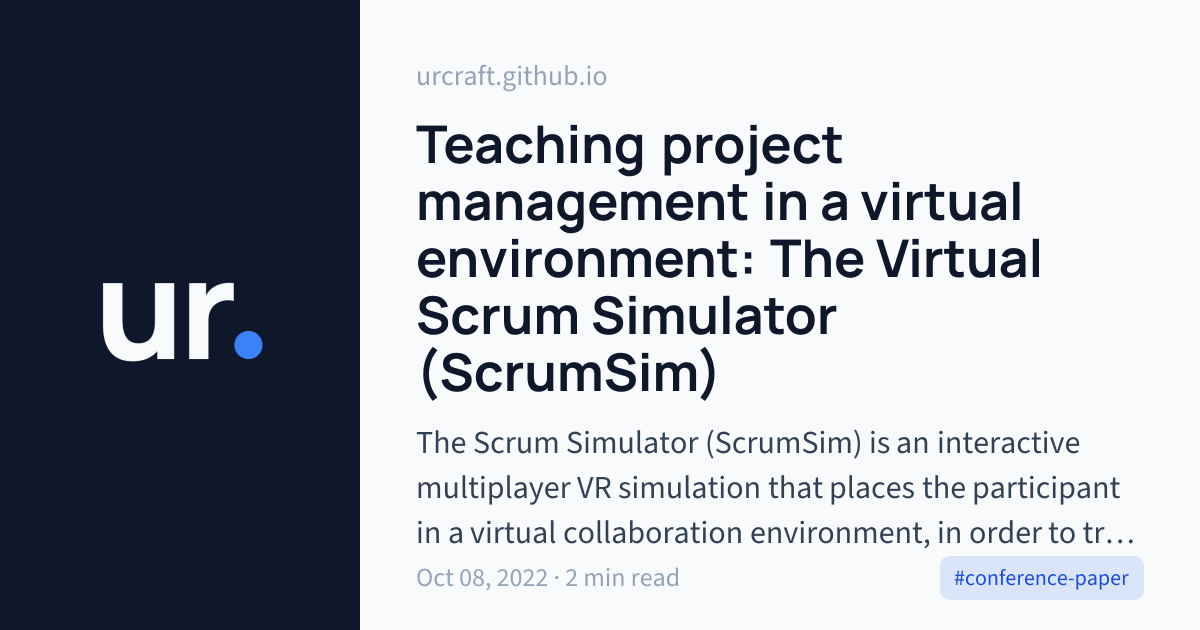 ur.
urcraft.github.io
Teaching project
management in a virtual
environment: The Virtual
Scrum Simulator
(ScrumSim)
The Scrum Simulator (ScrumSim) is an interactive
multiplayer VR simulation that places the participant
in a virtual collaboration environment, in order to tr…
Oct 08, 2022 · 2 min read
#conference-paper